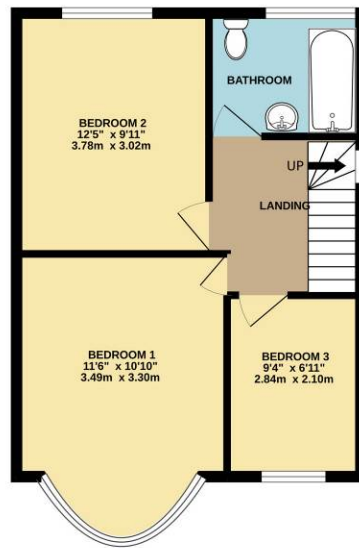 BATHROOM
BEDROOM 2
12'5" x 9'11"
3.78m x 3.02m
UP
LANDING
BEDROOM 1
11'6" x 10'10"
3.49m x 3.30m
BEDROOM 3
9'4" x 6'11"
2.84m x 2.10m